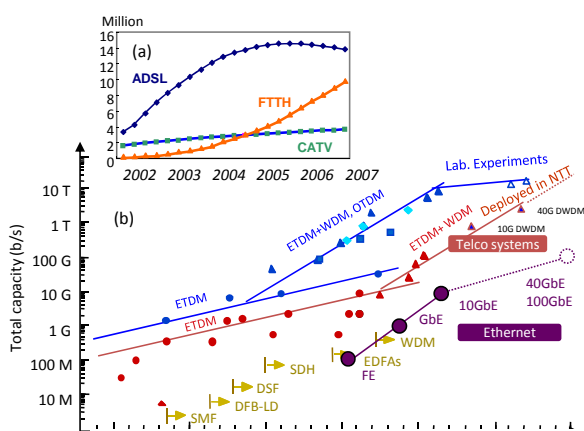 Million
16
14
12
10
8
6
4
2
0
(a)
ADSL
FTTH
CATV
2002 2003 2004 2005 2006 2007
Total capacity (b/s)
10 T
1 T
100 G
10 G
1 G
100 M
10 M
(b)
Lab. Experiments
ETDM+WDM, OTDM
ETDM+ WDM
Deployed in NTT
40G DWDM
10G DWDM
Telco systems
ETDM
ETDM
40GbE
100GbE
10GbE
GbE
Ethernet
WDM
EDFAs
FE
SDH
DSF
DFB-LD
SMF